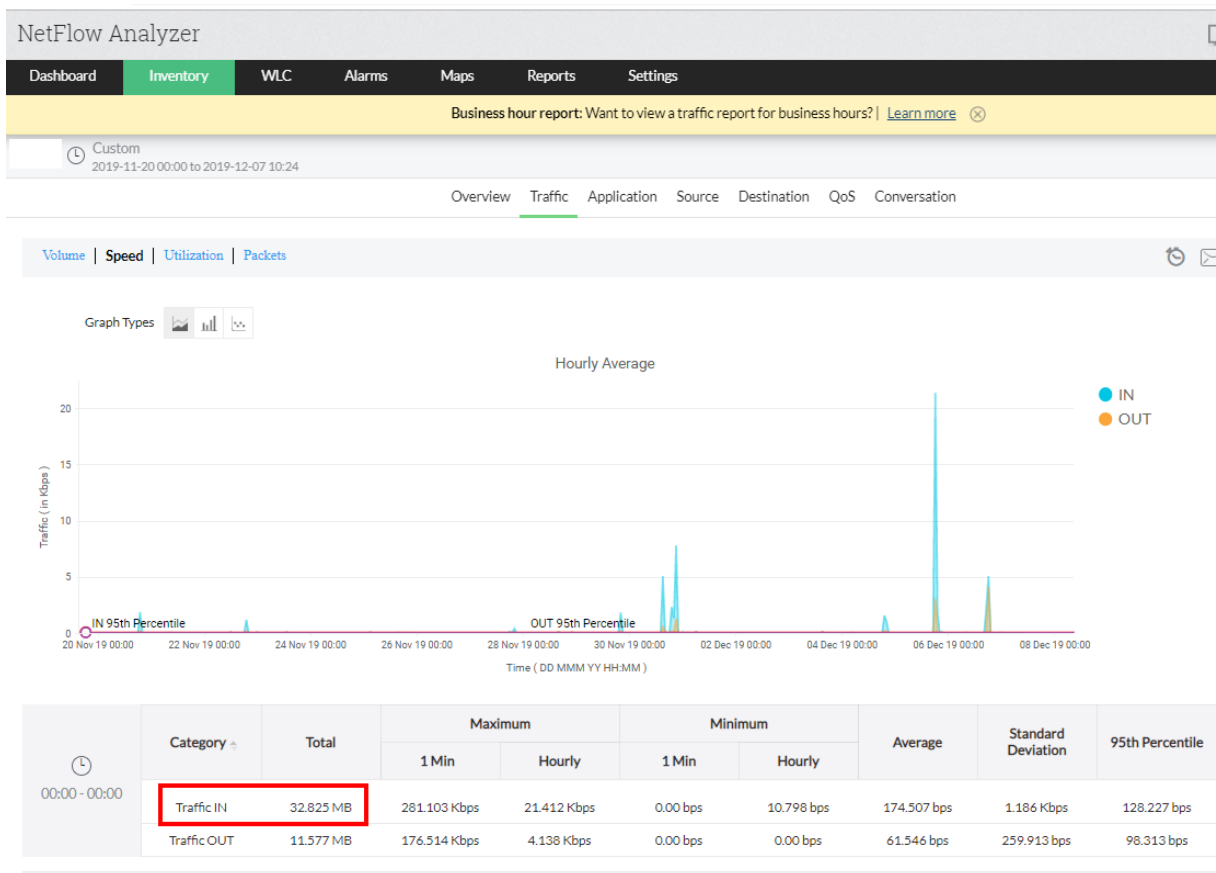 NetFlow Analyzer
Dashboard Inventory WLC Alarms Maps Reports Settings
Business hour report: Want to view a traffic report for business hours? | Learn more
Custom
2019-11-20 00:00 to 2019-12-07 10:24
Overview Traffic Application Source Destination QoS Conversation
Volume | Speed | Utilization | Packets
Graph Types
Hourly Average
IN
OUT
20
15
10
5
0
Traffic ( in Kbps )
IN 95th Percentile OUT 95th Percentile
20 Nov 19 00:00 22 Nov 19 00:00 24 Nov 19 00:00 26 Nov 19 00:00 28 Nov 19 00:00 30 Nov 19 00:00 02 Dec 19 00:00 04 Dec 19 00:00 06 Dec 19 00:00 08 Dec 19 00:00
Time ( DD MMM YY HH:MM )
00:00 - 00:00
Category Total Maximum Minimum Average Standard Deviation 95th Percentile
1 Min Hourly 1 Min Hourly
Traffic IN 32.825 MB 281.103 Kbps 21.412 Kbps 0.00 bps 10.798 bps 174.507 bps 1.186 Kbps 128.227 bps
Traffic OUT 11.577 MB 176.514 Kbps 4.138 Kbps 0.00 bps 0.00 bps 61.546 bps 259.913 bps 98.313 bps